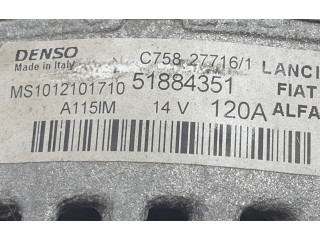 DENSO C758 27716/1 LANCI
Made in Italy
MS1012101710 51884351 FIAT
A115IM 14 V 120A ALFA